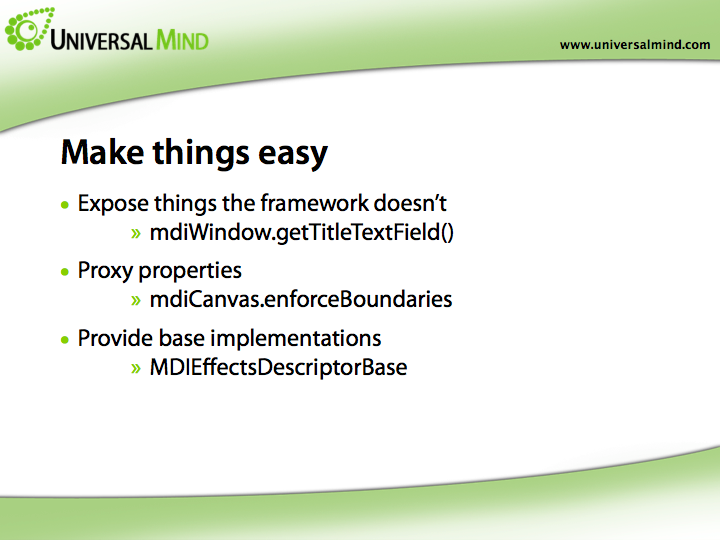 UNIVERSAL MIND
www.universalmind.com
Make things easy
• Expose things the framework doesn’t
» mdiWindow.getTitleTextField()
• Proxy properties
» mdiCanvas.enforceBoundaries
• Provide base implementations
» MDIEffectsDescriptorBase